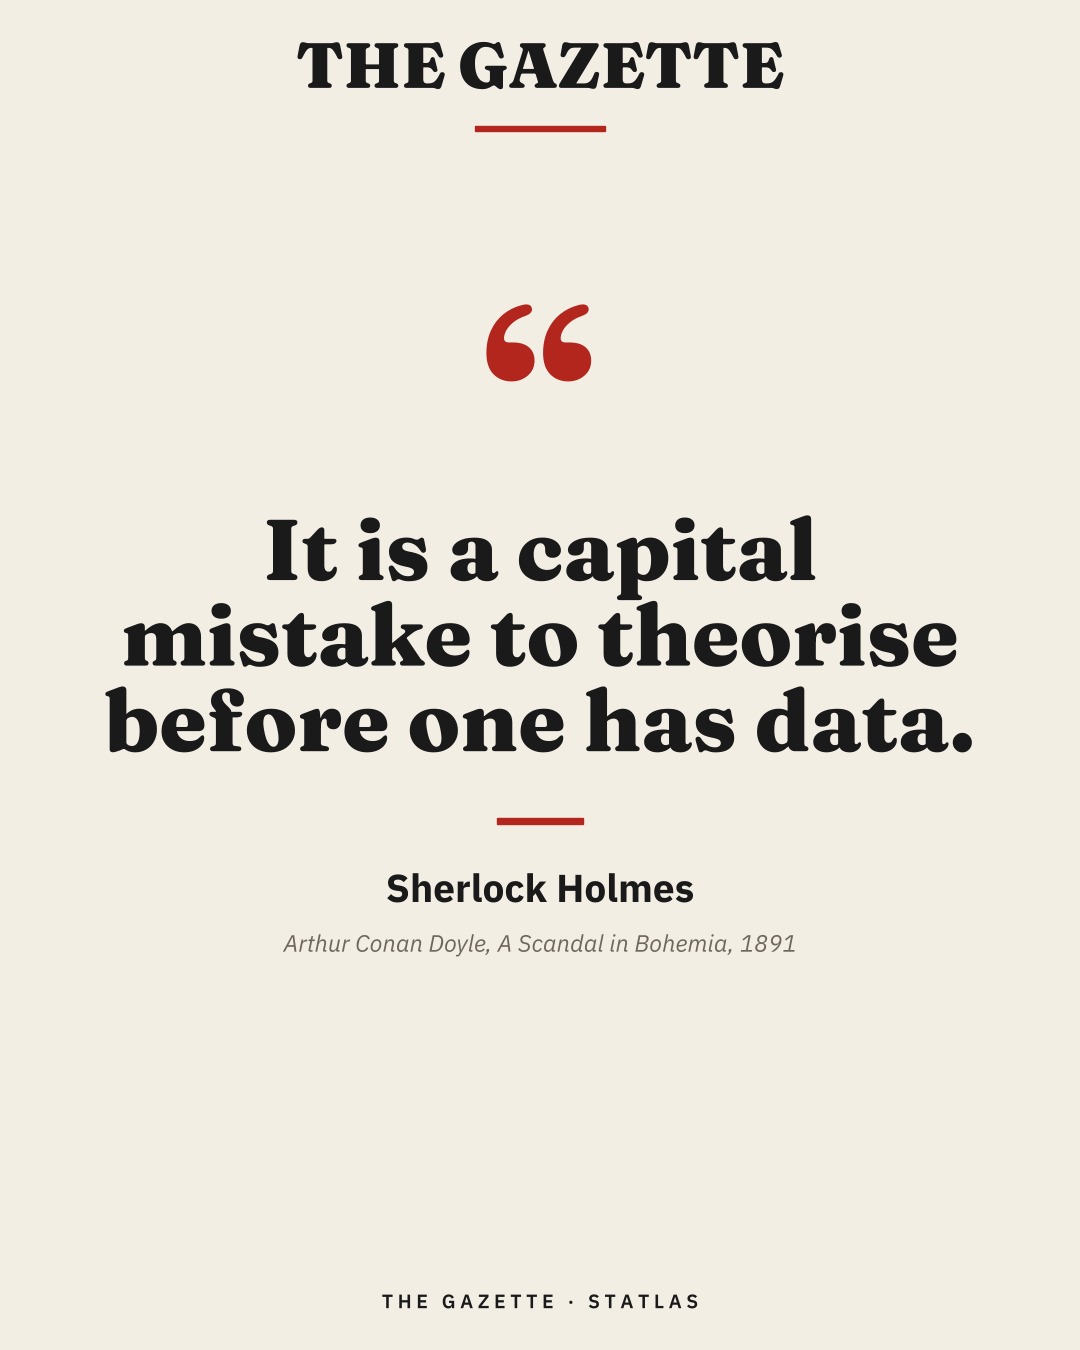 THE GAZETTE
“
It is a capital
mistake to theorise
before one has data.
Sherlock Holmes
Arthur Conan Doyle, A Scandal in Bohemia, 1891
THE GAZETTE · STATLAS